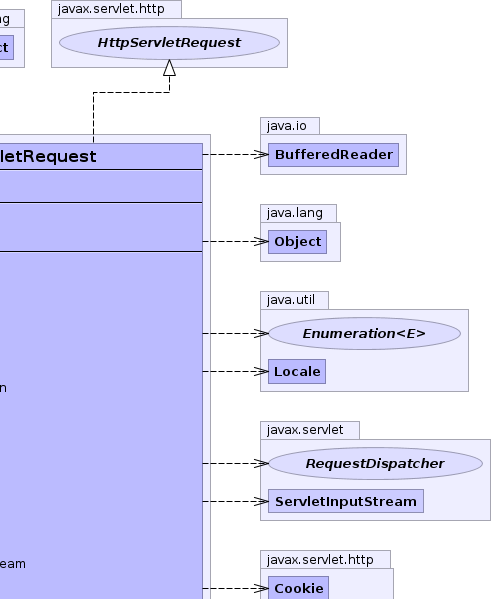 ng
javax.servlet.http
ct
HttpServletRequest
java.io
letRequest
BufferedReader
java.lang
Object
java.util
Enumeration<E>
Locale
n
javax.servlet
RequestDispatcher
ServletInputStream
eam
javax.servlet.http
Cookie